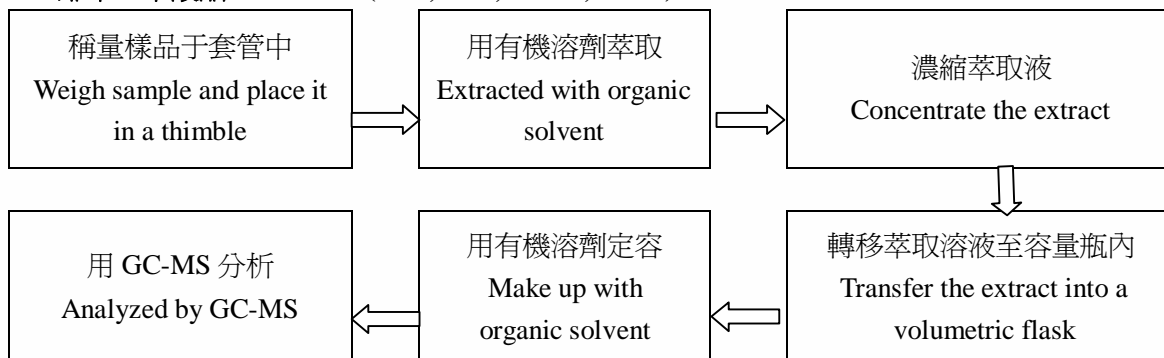 稱量樣品于套管中
Weigh sample and place it
in a thimble
用有機溶劑萃取
Extracted with organic
solvent
濃縮萃取液
Concentrate the extract
轉移萃取溶液至容量瓶內
Transfer the extract into a
volumetric flask
用有機溶劑定容
Make up with
organic solvent
用 GC-MS 分析
Analyzed by GC-MS